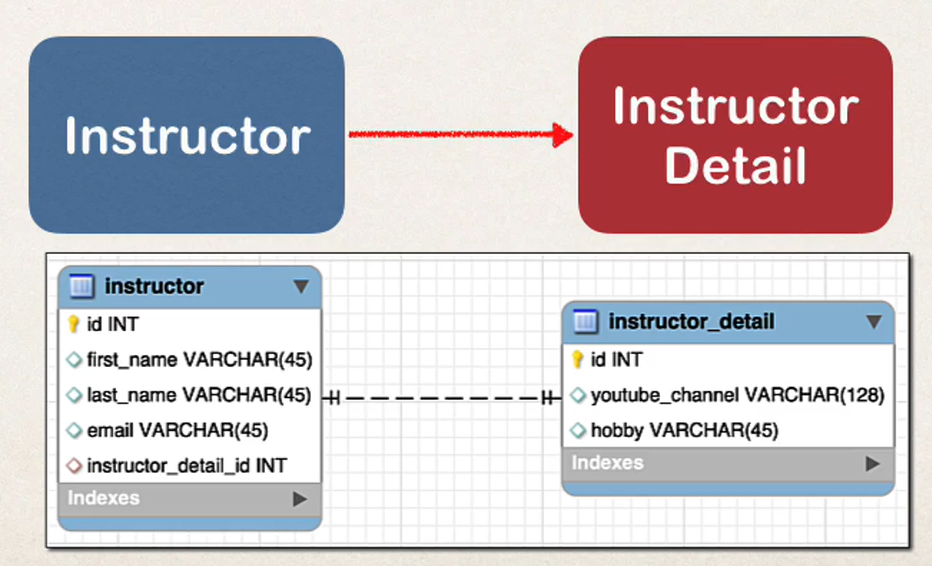 Instructor
Instructor
Detail
instructor
id INT
first_name VARCHAR(45)
last_name VARCHAR(45)
email VARCHAR(45)
instructor_detail_id INT
Indexes
instructor_detail
id INT
youtube_channel VARCHAR(128)
hobby VARCHAR(45)
Indexes